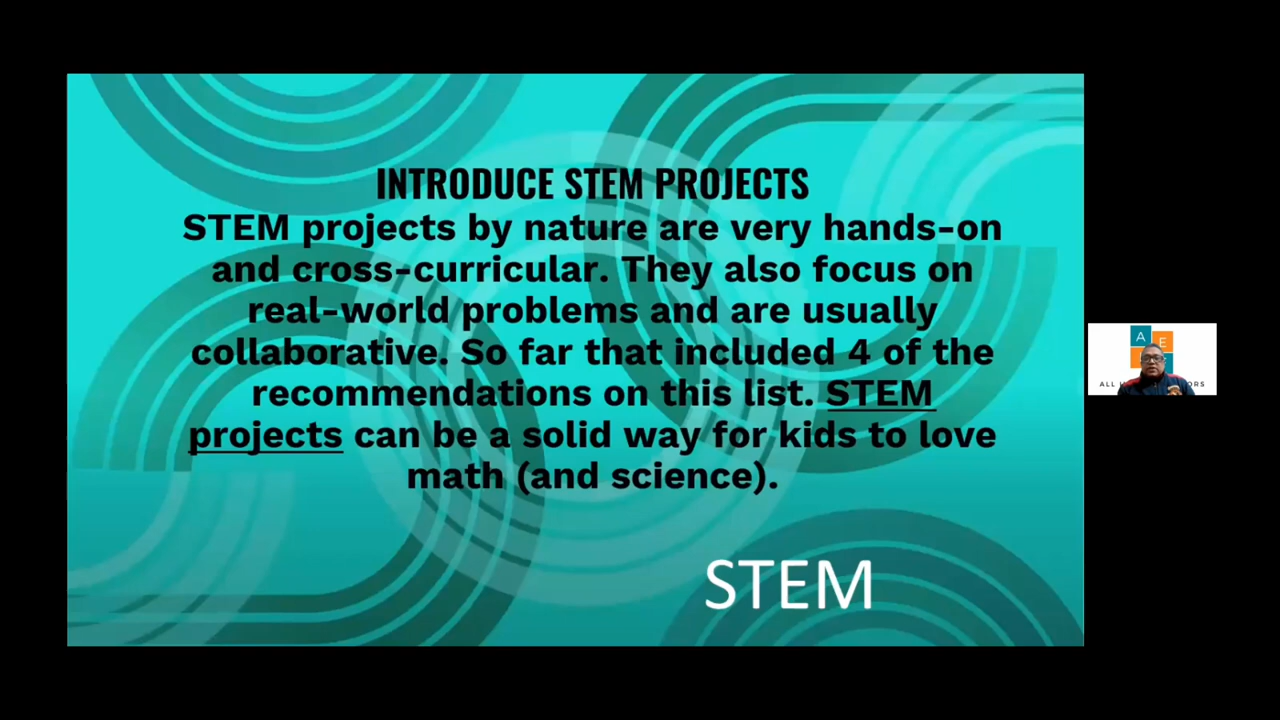 INTRODUCE STEM PROJECTS
STEM projects by nature are very hands-on
and cross-curricular. They also focus on
real-world problems and are usually
collaborative. So far that included 4 of the
recommendations on this list. STEM
projects can be a solid way for kids to love
math (and science).
STEM
A E
ALL
ORS